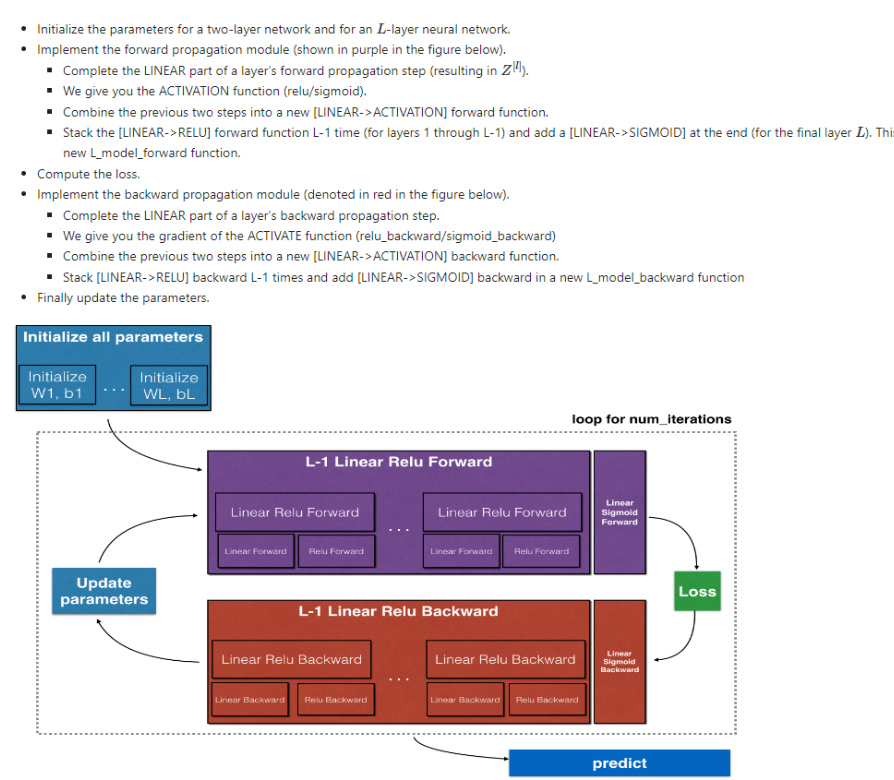 Initialize the parameters for a two-layer network and for an L-layer neural network.
Implement the forward propagation module (shown in purple in the figure below).
Complete the LINEAR part of a layer's forward propagation step (resulting in Z^[l]).
We give you the ACTIVATION function (relu/sigmoid).
Combine the previous two steps into a new [LINEAR->ACTIVATION] forward function.
Stack the [LINEAR->RELU] forward function L-1 time (for layers 1 through L-1) and add a [LINEAR->SIGMOID] at the end (for the final layer L). This
new L_model_forward function.
Compute the loss.
Implement the backward propagation module (denoted in red in the figure below).
Complete the LINEAR part of a layer's backward propagation step.
We give you the gradient of the ACTIVATE function (relu_backward/sigmoid_backward)
Combine the previous two steps into a new [LINEAR->ACTIVATION] backward function.
Stack [LINEAR->RELU] backward L-1 times and add [LINEAR->SIGMOID] backward in a new L_model_backward function
Finally update the parameters.
Initialize all parameters
Initialize
W1, b1
...
Initialize
WL, bL
loop for num_iterations
L-1 Linear Relu Forward
Linear Relu Forward
...
Linear Relu Forward
Linear Forward
Relu Forward
Linear Forward
Relu Forward
Linear
Sigmoid
Forward
Loss
Update
parameters
L-1 Linear Relu Backward
Linear Relu Backward
...
Linear Relu Backward
Linear Backward
Relu Backward
Linear Backward
Relu Backward
Linear
Sigmoid
Backward
predict